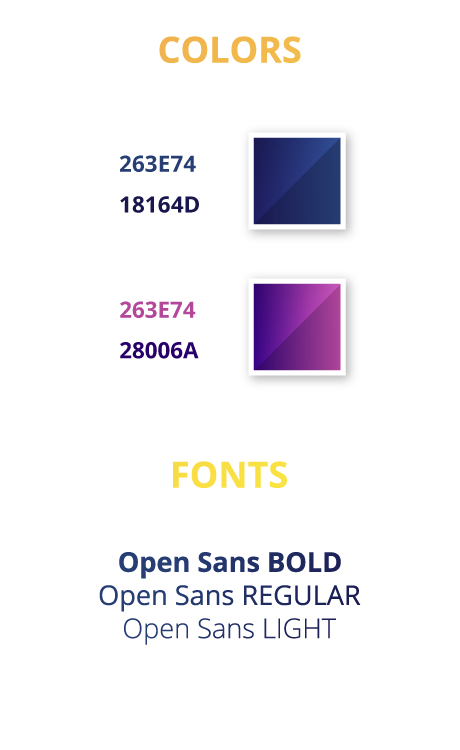 COLORS
263E74
18164D
263E74
28006A
FONTS
Open Sans BOLD
Open Sans REGULAR
Open Sans LIGHT